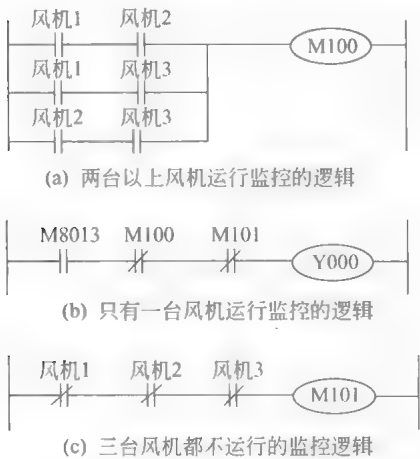 风机1 风机2
M100
风机1 风机3
风机2 风机3
(a) 两台以上风机运行监控的逻辑
M8013 M100 M101
Y000
(b) 只有一台风机运行监控的逻辑
风机1 风机2 风机3
M101
(c) 三台风机都不运行的监控逻辑